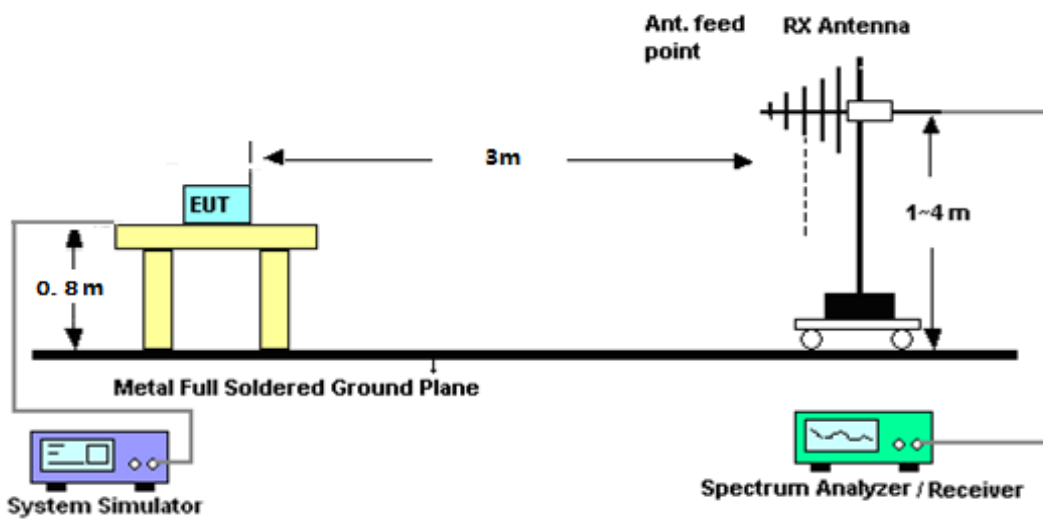 Ant. feed
point
RX Antenna
3m
EUT
1~4 m
0. 8 m
Metal Full Soldered Ground Plane
System Simulator
Spectrum Analyzer / Receiver